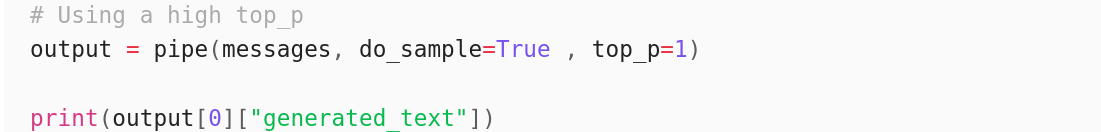 # Using a high top_p
output = pipe(messages, do_sample=True , top_p=1)
print(output[0]["generated_text"])